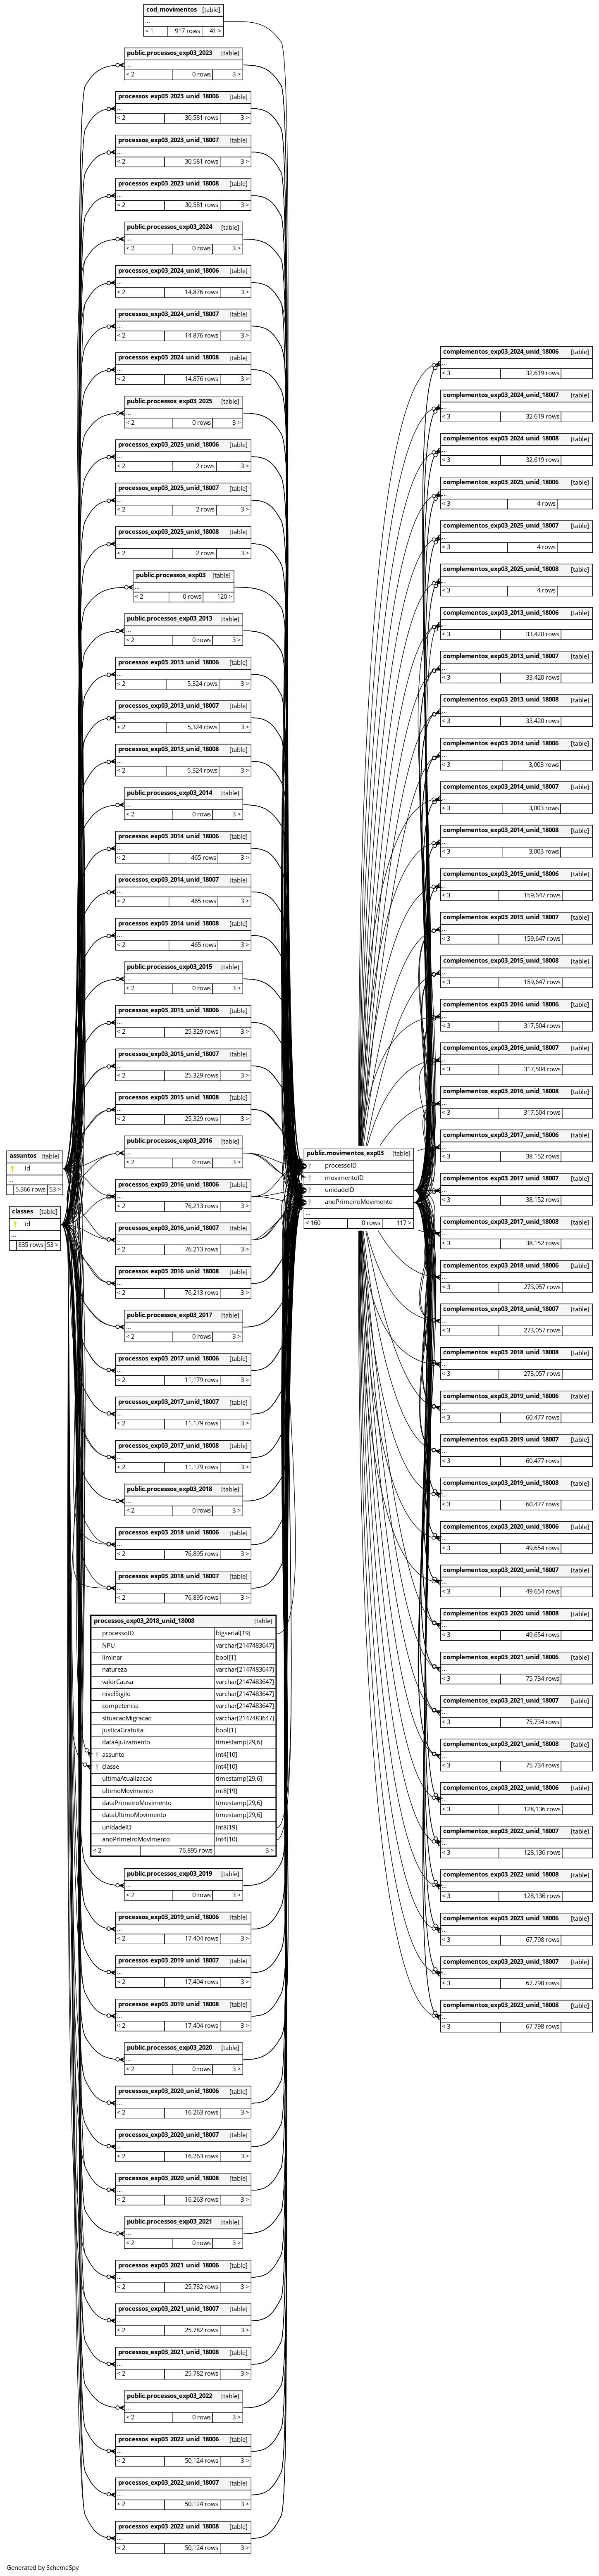 cod_movimentos [table]
...
< 1 917 rows 41 >
public.processos_exp03_2023 [table]
...
< 2 0 rows 3 >
processos_exp03_2023_unid_18006 [table]
...
< 2 30,581 rows 3 >
processos_exp03_2023_unid_18007 [table]
...
< 2 30,581 rows 3 >
processos_exp03_2023_unid_18008 [table]
...
< 2 30,581 rows 3 >
public.processos_exp03_2024 [table]
...
< 2 0 rows 3 >
processos_exp03_2024_unid_18006 [table]
...
< 2 14,876 rows 3 >
processos_exp03_2024_unid_18007 [table]
...
< 2 14,876 rows 3 >
processos_exp03_2024_unid_18008 [table]
...
< 2 14,876 rows 3 >
public.processos_exp03_2025 [table]
...
< 2 0 rows 3 >
processos_exp03_2025_unid_18006 [table]
...
< 2 2 rows 3 >
processos_exp03_2025_unid_18007 [table]
...
< 2 2 rows 3 >
processos_exp03_2025_unid_18008 [table]
...
< 2 2 rows 3 >
public.processos_exp03 [table]
...
< 2 0 rows 120 >
public.processos_exp03_2013 [table]
...
< 2 0 rows 3 >
processos_exp03_2013_unid_18006 [table]
...
< 2 5,324 rows 3 >
processos_exp03_2013_unid_18007 [table]
...
< 2 5,324 rows 3 >
processos_exp03_2013_unid_18008 [table]
...
< 2 5,324 rows 3 >
public.processos_exp03_2014 [table]
...
< 2 0 rows 3 >
processos_exp03_2014_unid_18006 [table]
...
< 2 465 rows 3 >
processos_exp03_2014_unid_18007 [table]
...
< 2 465 rows 3 >
processos_exp03_2014_unid_18008 [table]
...
< 2 465 rows 3 >
public.processos_exp03_2015 [table]
...
< 2 0 rows 3 >
processos_exp03_2015_unid_18006 [table]
...
< 2 25,329 rows 3 >
processos_exp03_2015_unid_18007 [table]
...
< 2 25,329 rows 3 >
processos_exp03_2015_unid_18008 [table]
...
< 2 25,329 rows 3 >
public.processos_exp03_2016 [table]
...
< 2 0 rows 3 >
processos_exp03_2016_unid_18006 [table]
...
< 2 76,213 rows 3 >
processos_exp03_2016_unid_18007 [table]
...
< 2 76,213 rows 3 >
processos_exp03_2016_unid_18008 [table]
...
< 2 76,213 rows 3 >
public.processos_exp03_2017 [table]
...
< 2 0 rows 3 >
processos_exp03_2017_unid_18006 [table]
...
< 2 11,179 rows 3 >
processos_exp03_2017_unid_18007 [table]
...
< 2 11,179 rows 3 >
processos_exp03_2017_unid_18008 [table]
...
< 2 11,179 rows 3 >
public.processos_exp03_2018 [table]
...
< 2 0 rows 3 >
processos_exp03_2018_unid_18006 [table]
...
< 2 76,895 rows 3 >
processos_exp03_2018_unid_18007 [table]
...
< 2 76,895 rows 3 >
processos_exp03_2018_unid_18008 [table]
processoID bigserial[19]
NPU varchar[2147483647]
liminar bool[1]
natureza varchar[2147483647]
valorCausa varchar[2147483647]
nivelSigilo varchar[2147483647]
competencia varchar[2147483647]
situacaoMigracao varchar[2147483647]
justicaGratuita bool[1]
dataAjuizamento timestamp[29,6]
assunto int4[10]
classe int4[10]
ultimaAtualizacao timestamp[29,6]
ultimoMovimento int8[19]
dataPrimeiroMovimento timestamp[29,6]
dataUltimoMovimento timestamp[29,6]
unidadeID int8[19]
anoPrimeiroMovimento int4[10]
< 2 76,895 rows 3 >
public.processos_exp03_2019 [table]
...
< 2 0 rows 3 >
processos_exp03_2019_unid_18006 [table]
...
< 2 17,404 rows 3 >
processos_exp03_2019_unid_18007 [table]
...
< 2 17,404 rows 3 >
processos_exp03_2019_unid_18008 [table]
...
< 2 17,404 rows 3 >
public.processos_exp03_2020 [table]
...
< 2 0 rows 3 >
processos_exp03_2020_unid_18006 [table]
...
< 2 16,263 rows 3 >
processos_exp03_2020_unid_18007 [table]
...
< 2 16,263 rows 3 >
processos_exp03_2020_unid_18008 [table]
...
< 2 16,263 rows 3 >
public.processos_exp03_2021 [table]
...
< 2 0 rows 3 >
processos_exp03_2021_unid_18006 [table]
...
< 2 25,782 rows 3 >
processos_exp03_2021_unid_18007 [table]
...
< 2 25,782 rows 3 >
processos_exp03_2021_unid_18008 [table]
...
< 2 25,782 rows 3 >
public.processos_exp03_2022 [table]
...
< 2 0 rows 3 >
processos_exp03_2022_unid_18006 [table]
...
< 2 50,124 rows 3 >
processos_exp03_2022_unid_18007 [table]
...
< 2 50,124 rows 3 >
processos_exp03_2022_unid_18008 [table]
...
< 2 50,124 rows 3 >
assuntos [table]
id
...
5,366 rows 53 >
classes [table]
id
...
835 rows 53 >
public.movimentos_exp03 [table]
processoID
movimentoID
unidadeID
anoPrimeiroMovimento
...
< 160 0 rows 117 >
complementos_exp03_2024_unid_18006 [table]
...
< 3 32,619 rows
complementos_exp03_2024_unid_18007 [table]
...
< 3 32,619 rows
complementos_exp03_2024_unid_18008 [table]
...
< 3 32,619 rows
complementos_exp03_2025_unid_18006 [table]
...
< 3 4 rows
complementos_exp03_2025_unid_18007 [table]
...
< 3 4 rows
complementos_exp03_2025_unid_18008 [table]
...
< 3 4 rows
complementos_exp03_2013_unid_18006 [table]
...
< 3 33,420 rows
complementos_exp03_2013_unid_18007 [table]
...
< 3 33,420 rows
complementos_exp03_2013_unid_18008 [table]
...
< 3 33,420 rows
complementos_exp03_2014_unid_18006 [table]
...
< 3 3,003 rows
complementos_exp03_2014_unid_18007 [table]
...
< 3 3,003 rows
complementos_exp03_2014_unid_18008 [table]
...
< 3 3,003 rows
complementos_exp03_2015_unid_18006 [table]
...
< 3 159,647 rows
complementos_exp03_2015_unid_18007 [table]
...
< 3 159,647 rows
complementos_exp03_2015_unid_18008 [table]
...
< 3 159,647 rows
complementos_exp03_2016_unid_18006 [table]
...
< 3 317,504 rows
complementos_exp03_2016_unid_18007 [table]
...
< 3 317,504 rows
complementos_exp03_2016_unid_18008 [table]
...
< 3 317,504 rows
complementos_exp03_2017_unid_18006 [table]
...
< 3 38,152 rows
complementos_exp03_2017_unid_18007 [table]
...
< 3 38,152 rows
complementos_exp03_2017_unid_18008 [table]
...
< 3 38,152 rows
complementos_exp03_2018_unid_18006 [table]
...
< 3 273,057 rows
complementos_exp03_2018_unid_18007 [table]
...
< 3 273,057 rows
complementos_exp03_2018_unid_18008 [table]
...
< 3 273,057 rows
complementos_exp03_2019_unid_18006 [table]
...
< 3 60,477 rows
complementos_exp03_2019_unid_18007 [table]
...
< 3 60,477 rows
complementos_exp03_2019_unid_18008 [table]
...
< 3 60,477 rows
complementos_exp03_2020_unid_18006 [table]
...
< 3 49,654 rows
complementos_exp03_2020_unid_18007 [table]
...
< 3 49,654 rows
complementos_exp03_2020_unid_18008 [table]
...
< 3 49,654 rows
complementos_exp03_2021_unid_18006 [table]
...
< 3 75,734 rows
complementos_exp03_2021_unid_18007 [table]
...
< 3 75,734 rows
complementos_exp03_2021_unid_18008 [table]
...
< 3 75,734 rows
complementos_exp03_2022_unid_18006 [table]
...
< 3 128,136 rows
complementos_exp03_2022_unid_18007 [table]
...
< 3 128,136 rows
complementos_exp03_2022_unid_18008 [table]
...
< 3 128,136 rows
complementos_exp03_2023_unid_18006 [table]
...
< 3 67,798 rows
complementos_exp03_2023_unid_18007 [table]
...
< 3 67,798 rows
complementos_exp03_2023_unid_18008 [table]
...
< 3 67,798 rows
Generated by SchemaSpy